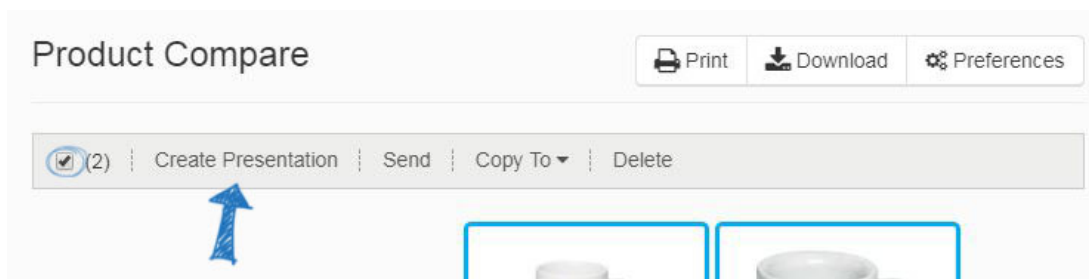 Product Compare
Print Download Preferences
(2) Create Presentation Send Copy To Delete